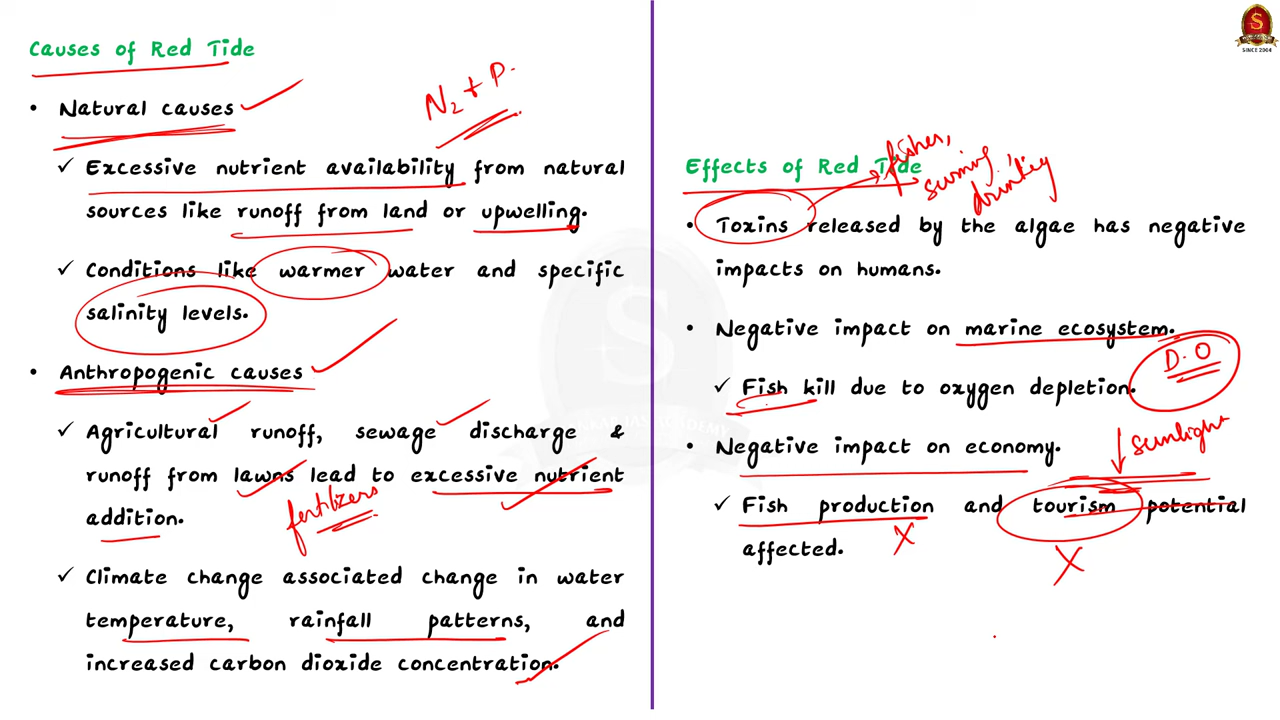 Causes of Red Tide
• Natural causes
N2 + P.
✓ Excessive nutrient availability from natural
sources like runoff from land or upwelling.
✓ Conditions like warmer water and specific
salinity levels.
• Anthropogenic causes
✓ Agricultural runoff, sewage discharge &
runoff from lawns lead to excessive nutrient
addition.
fertilizers
✓ Climate change associated change in water
temperature, rainfall patterns, and
increased carbon dioxide concentration.
S
SINCE 2004
Effects of Red Tide
fishes,
drinking
• Toxins released by the algae has negative
impacts on humans.
• Negative impact on marine ecosystem.
D.O
✓ Fish kill due to oxygen depletion.
• Negative impact on economy.
↓ sunlight
✓ Fish production and tourism potential
affected.
X
X